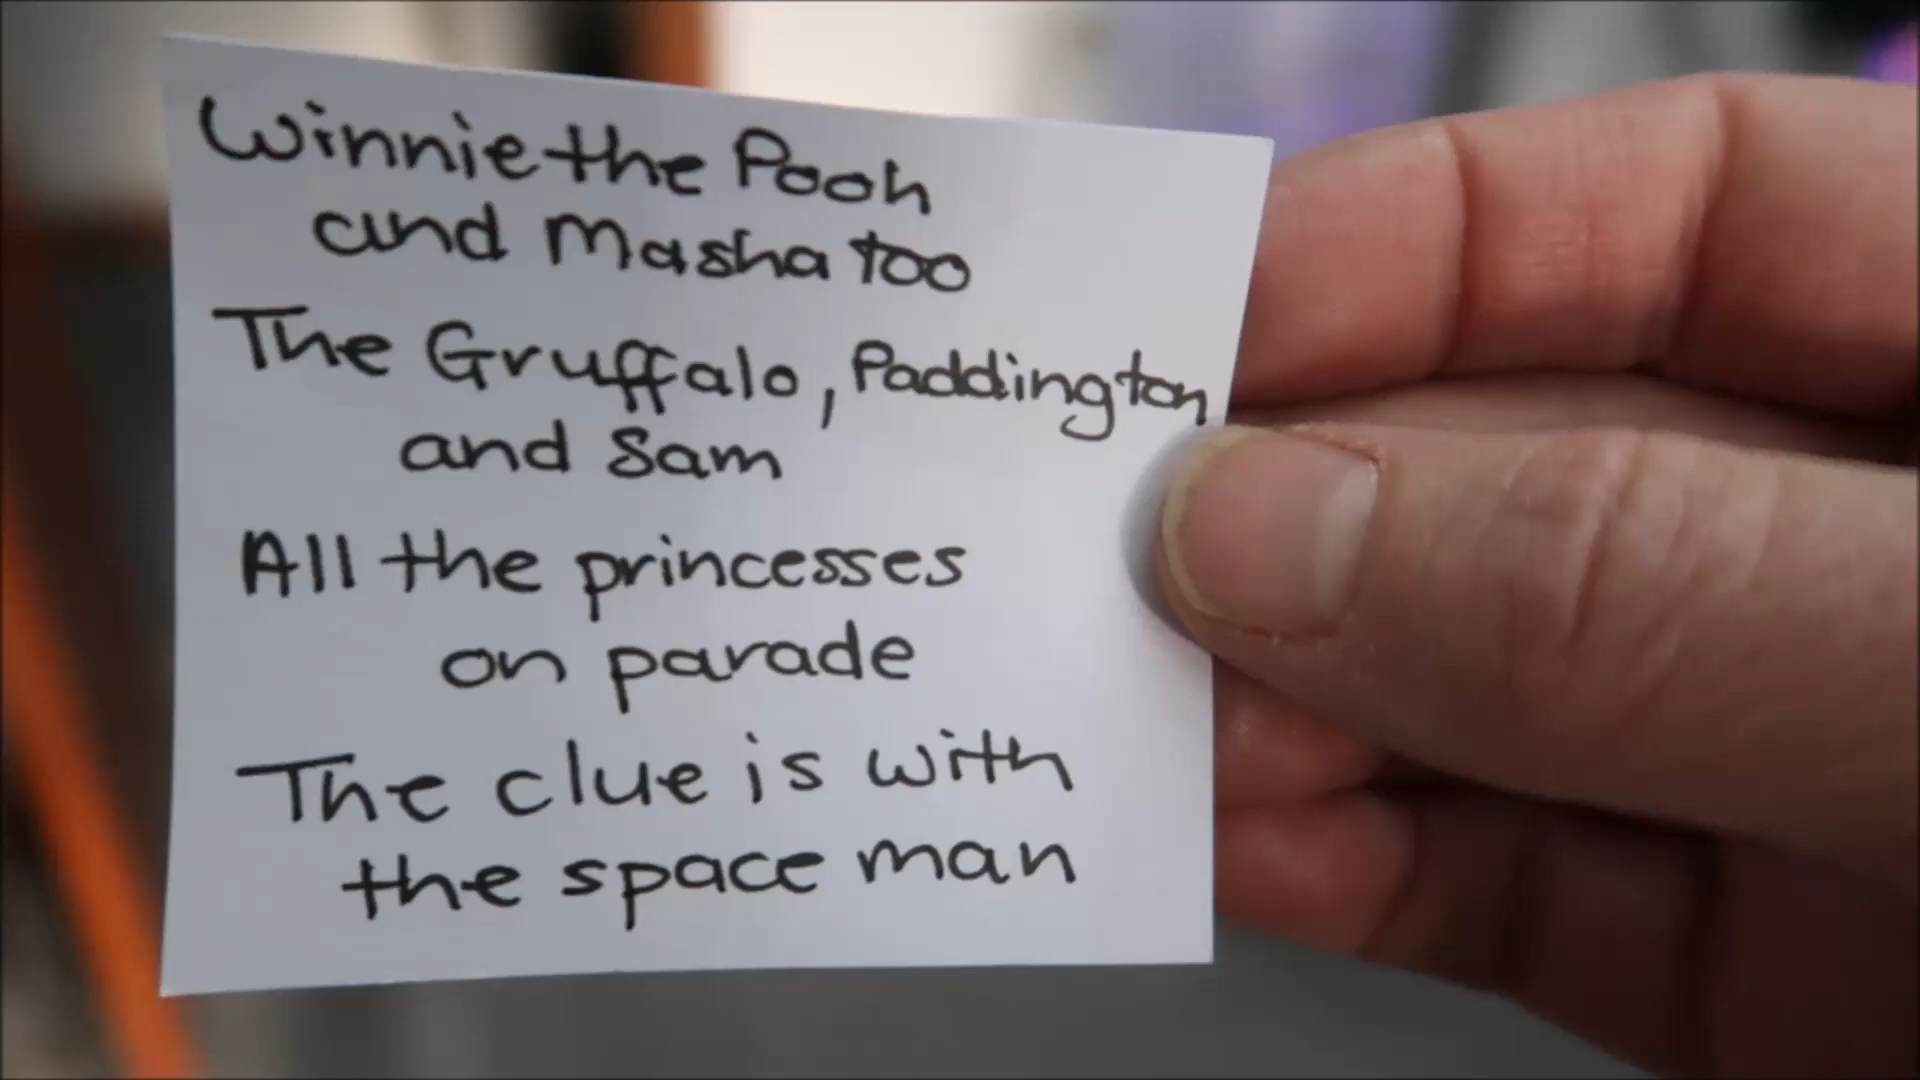 Winnie the Pooh
and Masha too
The Gruffalo, Paddington
and Sam
All the princesses
on parade
The clue is with
the space man